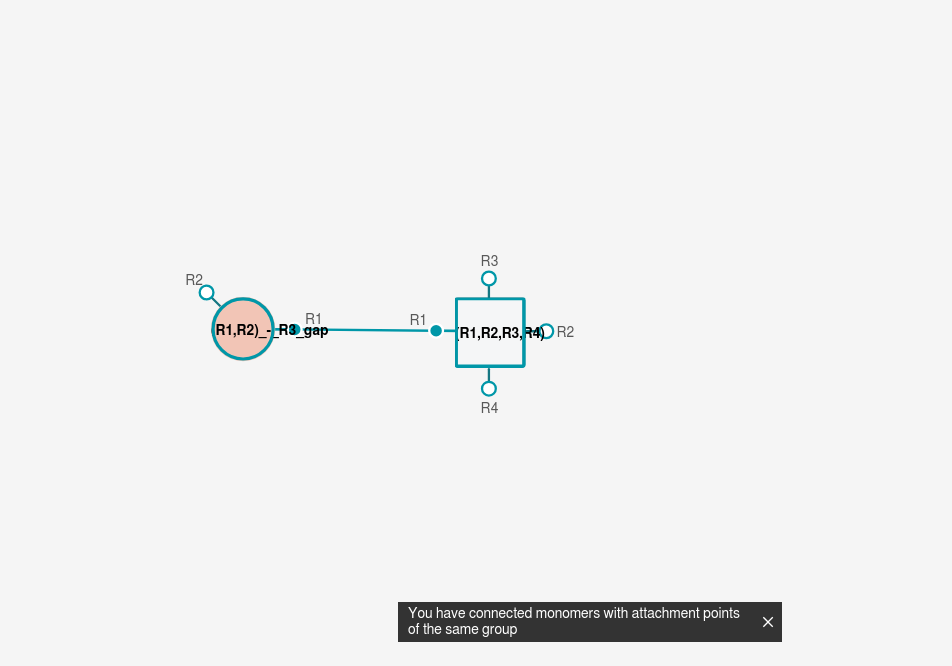 R3
R2
R1
R1
(R1,R2)_-_R3_gap
(R1,R2,R3,R4)
R2
R4
You have connected monomers with attachment points
of the same group